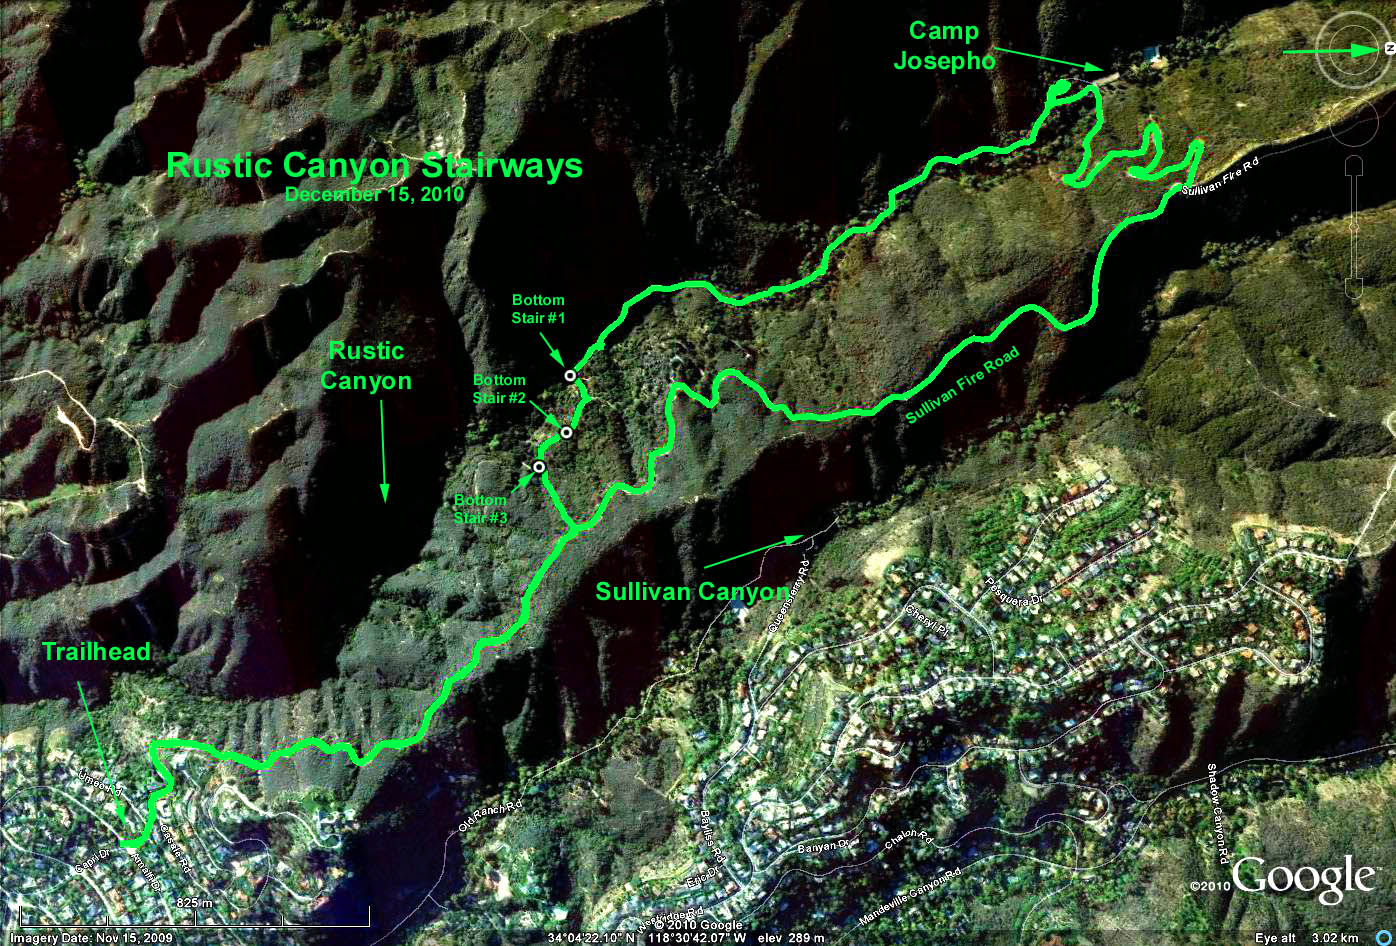 Camp
Josepho
N
Rustic Canyon Stairways
December 15, 2010
Sullivan Fire Rd
Bottom
Stair #1
Rustic
Canyon
Bottom
Stair #2
Sullivan Fire Road
Bottom
Stair #3
Sullivan Canyon
Queensferry Rd
Pesquera Dr
Cheryl Pl
Trailhead
Umeo Rd
Old Ranch Rd
Bayliss Rd
Banyan Dr
Chalon Rd
Shadow Canyon Rd
Capri Dr
Amalfi Dr
Casale Rd
Eric Dr
Mandeville Canyon Rd
Westridge Rd
825 m
©2010 Google
© 2010 Google
Imagery Date: Nov 15, 2009
34°04'22.10" N 118°30'42.07" W elev 289 m
Eye alt 3.02 km